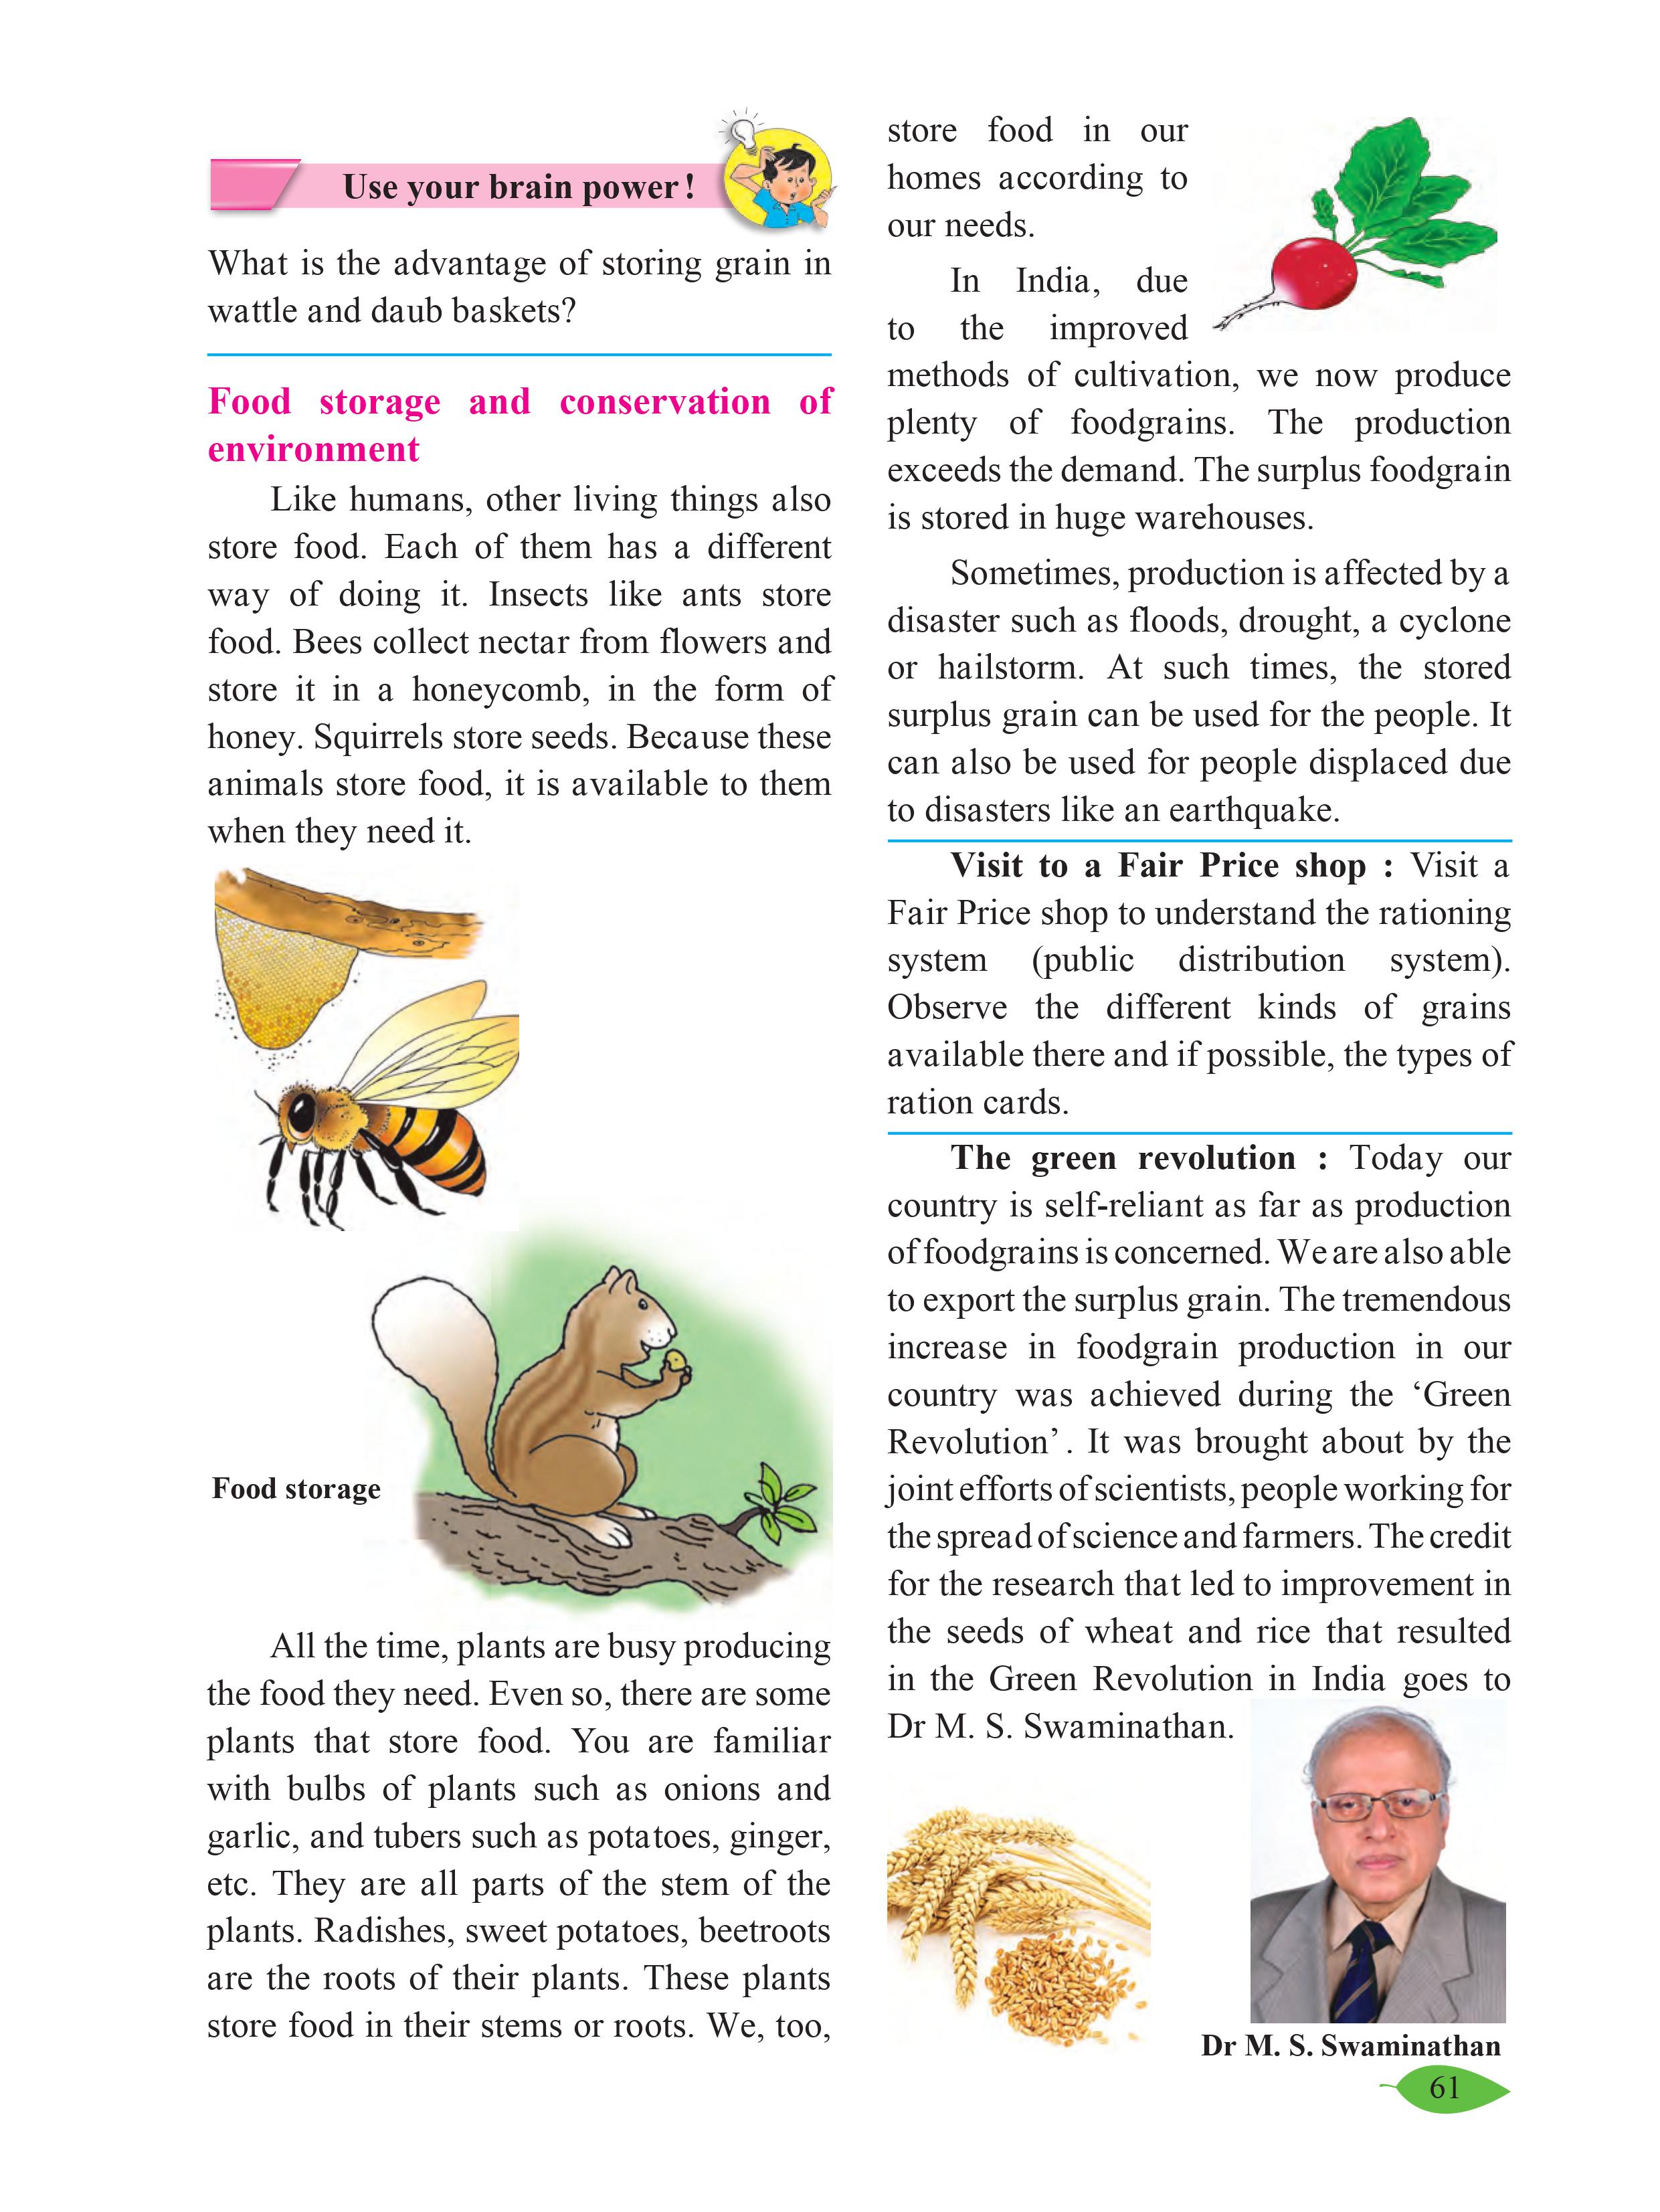 Use your brain power!
What is the advantage of storing grain in
wattle and daub baskets?
Food storage and conservation of
environment
Like humans, other living things also
store food. Each of them has a different
way of doing it. Insects like ants store
food. Bees collect nectar from flowers and
store it in a honeycomb, in the form of
honey. Squirrels store seeds. Because these
animals store food, it is available to them
when they need it.
Food storage
All the time, plants are busy producing
the food they need. Even so, there are some
plants that store food. You are familiar
with bulbs of plants such as onions and
garlic, and tubers such as potatoes, ginger,
etc. They are all parts of the stem of the
plants. Radishes, sweet potatoes, beetroots
are the roots of their plants. These plants
store food in their stems or roots. We, too,
store food in our
homes according to
our needs.
In India, due
to the improved
methods of cultivation, we now produce
plenty of foodgrains. The production
exceeds the demand. The surplus foodgrain
is stored in huge warehouses.
Sometimes, production is affected by a
disaster such as floods, drought, a cyclone
or hailstorm. At such times, the stored
surplus grain can be used for the people. It
can also be used for people displaced due
to disasters like an earthquake.
Visit to a Fair Price shop : Visit a
Fair Price shop to understand the rationing
system (public distribution system).
Observe the different kinds of grains
available there and if possible, the types of
ration cards.
The green revolution : Today our
country is self-reliant as far as production
of foodgrains is concerned. We are also able
to export the surplus grain. The tremendous
increase in foodgrain production in our
country was achieved during the ‘Green
Revolution’. It was brought about by the
joint efforts of scientists, people working for
the spread of science and farmers. The credit
for the research that led to improvement in
the seeds of wheat and rice that resulted
in the Green Revolution in India goes to
Dr M. S. Swaminathan.
Dr M. S. Swaminathan
61